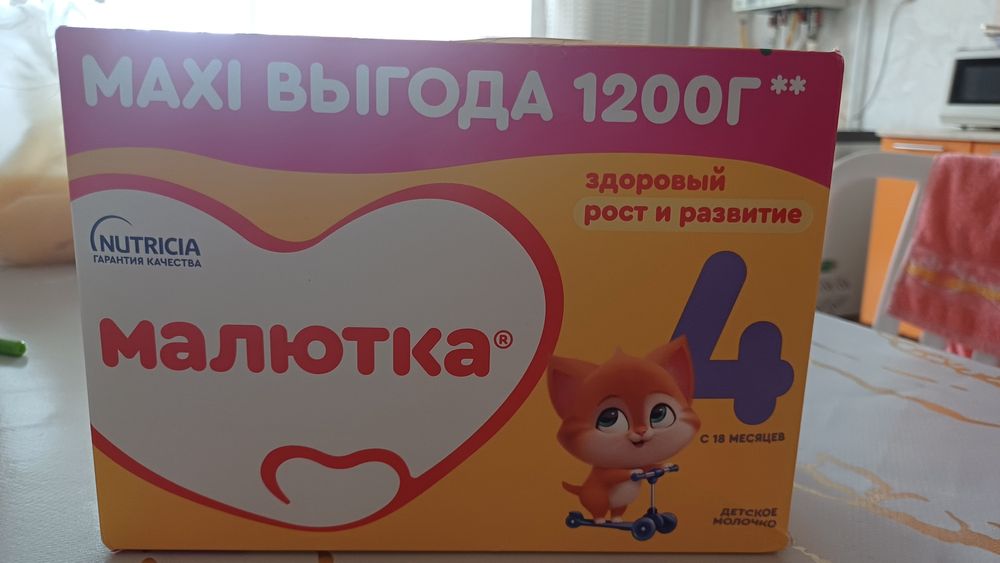 MAXI ВЫГОДА 1200Г**
здоровый
рост и развитие
NUTRICIA
ГАРАНТИЯ КАЧЕСТВА
малютка®
4
С 18 МЕСЯЦЕВ
ДЕТСКОЕ
МОЛОЧКО